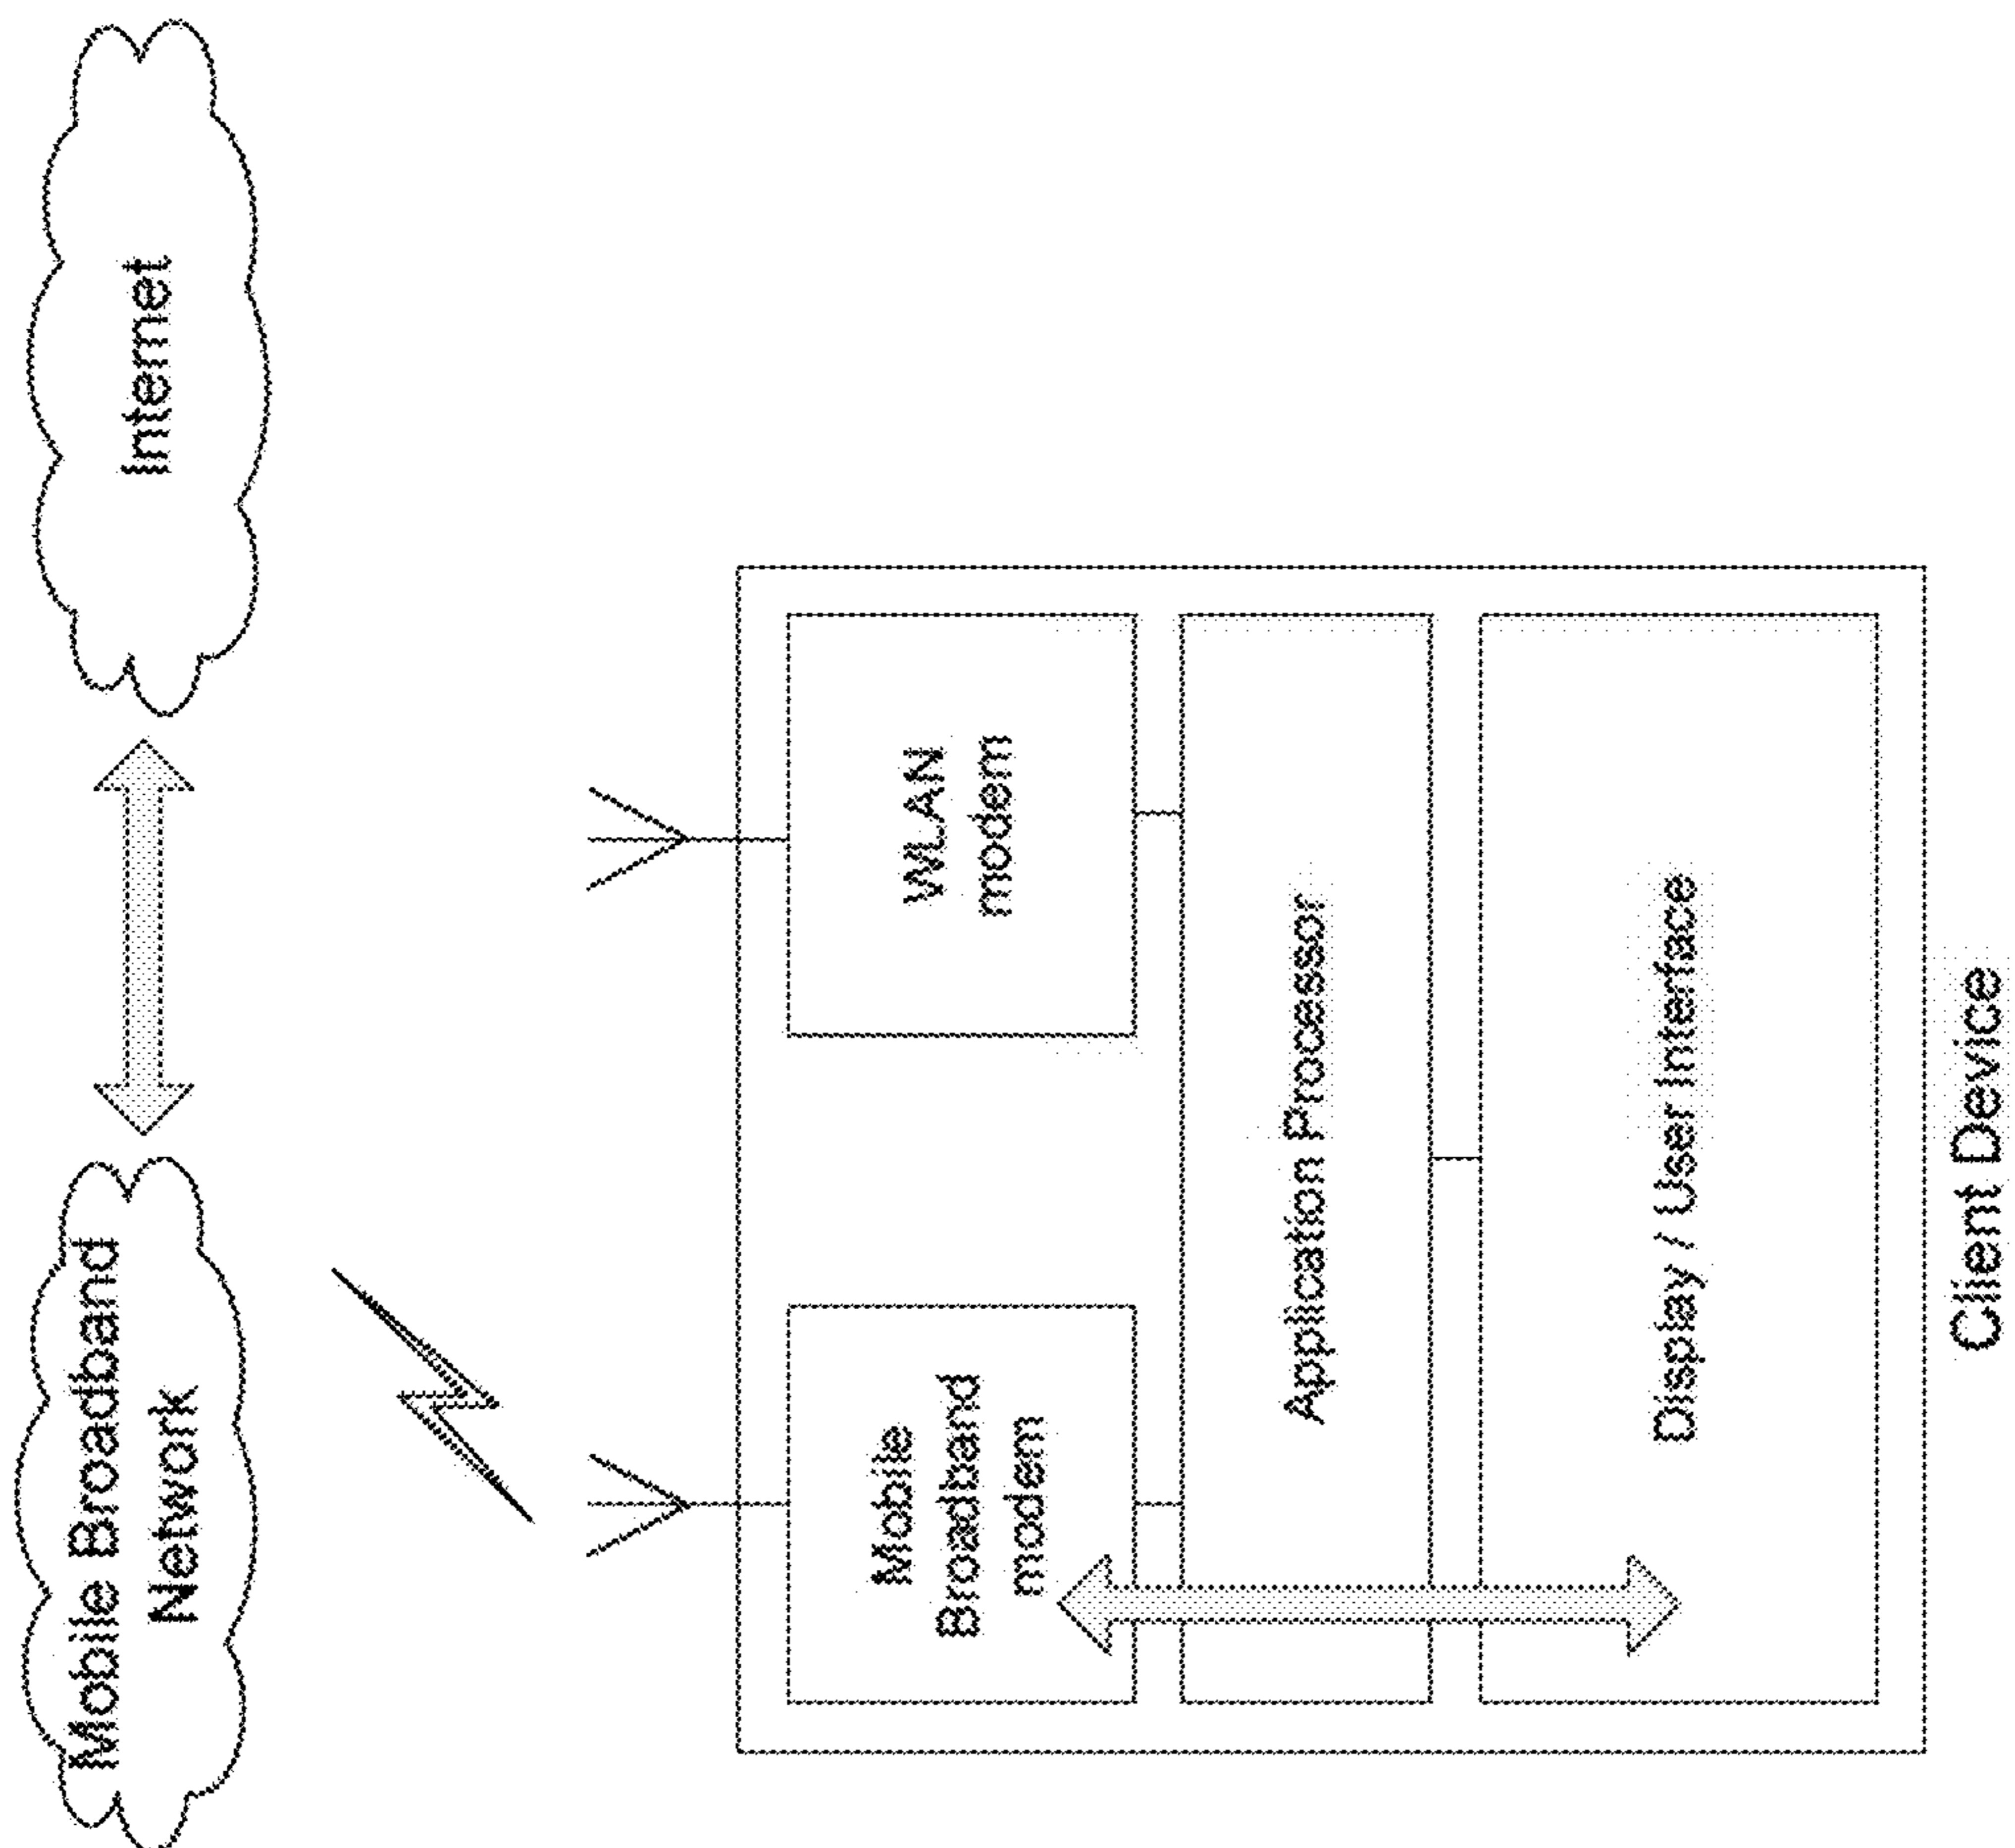 Mobile Broadband
Network
Internet
Mobile
Broadband
modem
WLAN
modem
Application Processor
Display / User Interface
Client Device